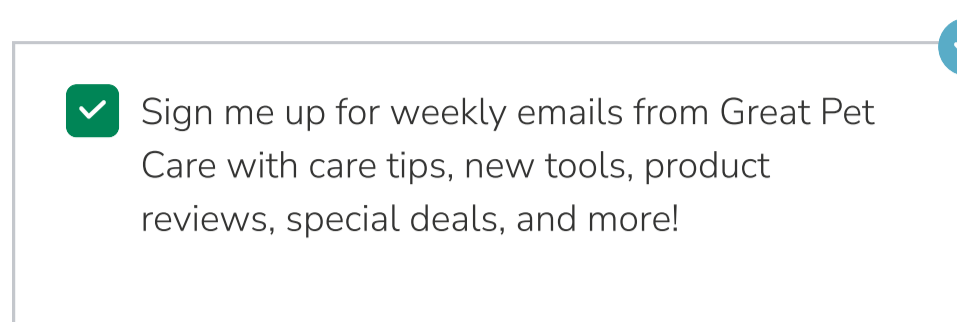 Sign me up for weekly emails from Great Pet
Care with care tips, new tools, product
reviews, special deals, and more!